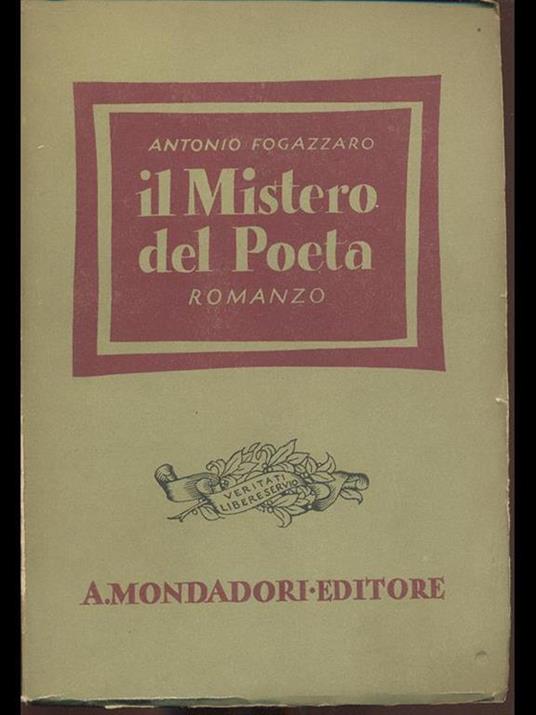 ANTONIO FOGAZZARO
il Mistero
del Poeta
ROMANZO
VERITATI
LIBERE SERVIO
A. MONDADORI · EDITORE